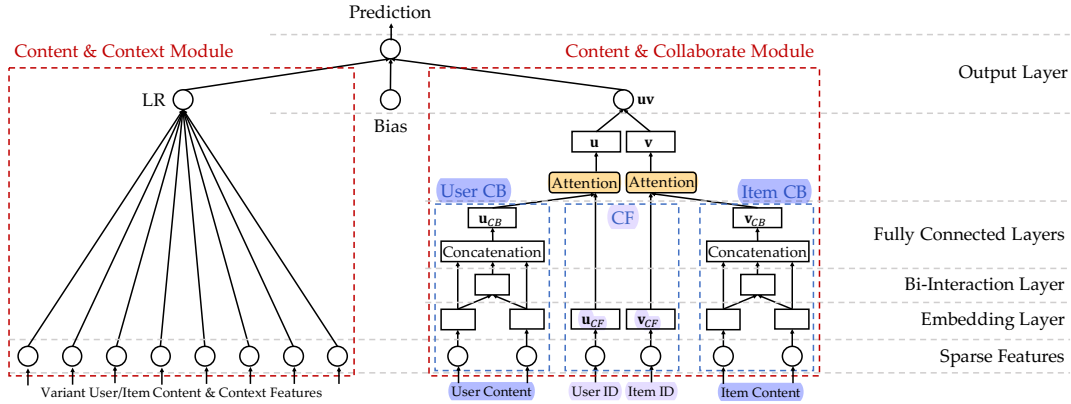 Prediction
Content & Context Module
Content & Collaborate Module
Output Layer
LR
Bias
uv
u
v
Attention
Attention
User CB
Item CB
CF
u_CB
v_CB
Fully Connected Layers
Concatenation
Concatenation
Bi-Interaction Layer
u_CF
v_CF
Embedding Layer
Sparse Features
Variant User/Item Content & Context Features
User Content
User ID
Item ID
Item Content